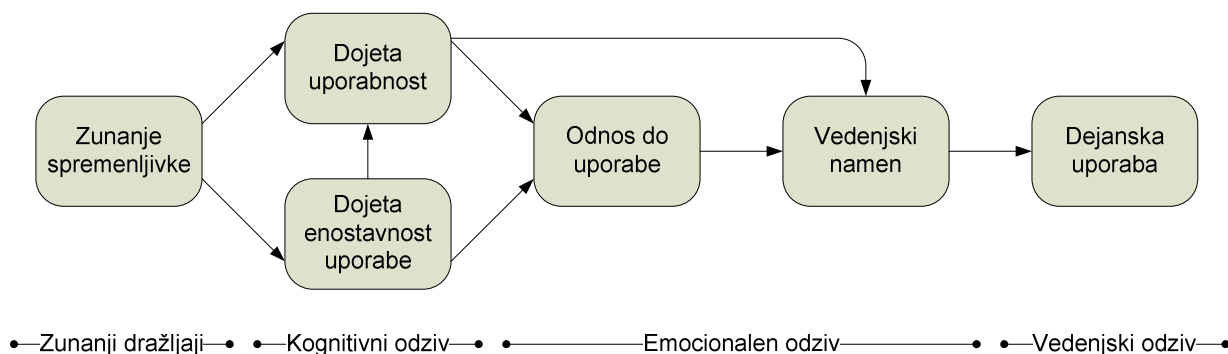 Zunanje
spremenljivke
Dojeta
uporabnost
Dojeta
enostavnost
uporabe
Odnos do
uporabe
Vedenjski
namen
Dejanska
uporaba
Zunanji dražljaji
Kognitivni odziv
Emocionalen odziv
Vedenjski odziv